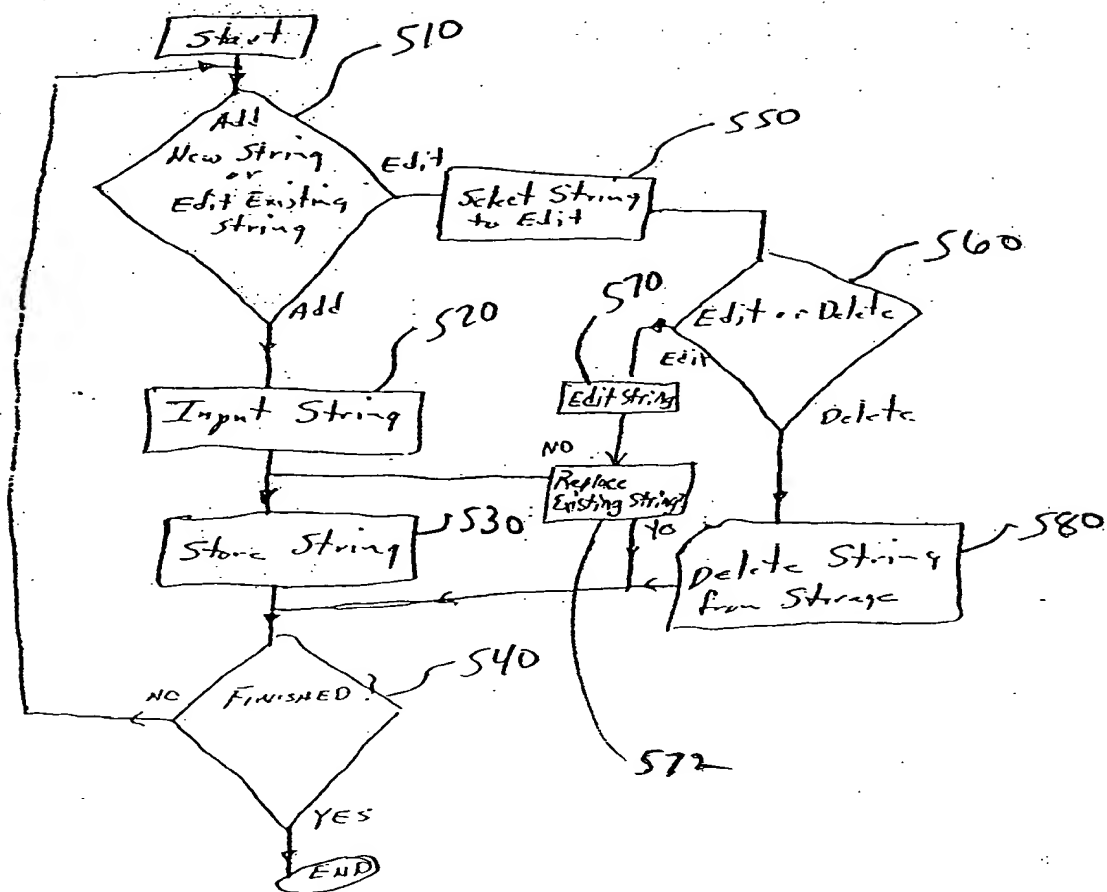 Start
510
Add
New String
or
Edit Existing
String
Edit
Add
550
Select String
to Edit
560
Edit or Delete
Edit
Delete
570
Edit String
520
Input String
NO
Replace
Existing String?
530
Store String
580
Delete String
from Storage
540
FINISHED?
NO
572
YES
END